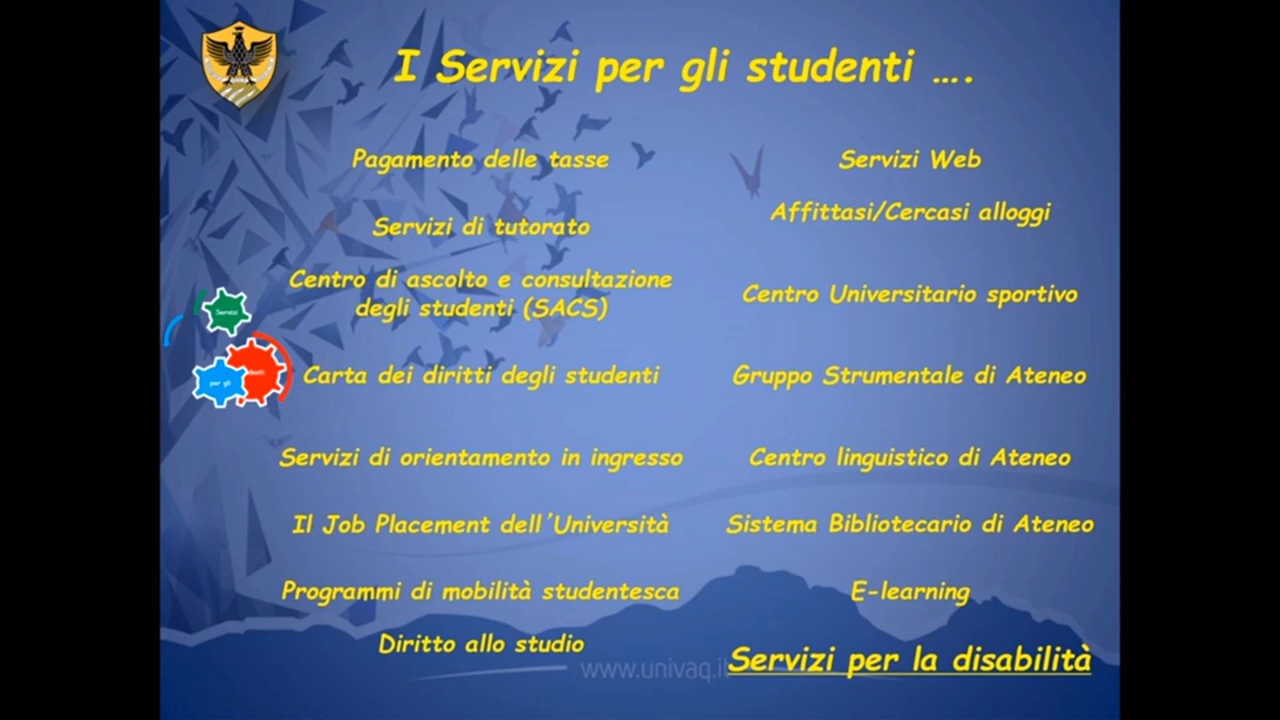 I Servizi per gli studenti ….
Pagamento delle tasse
Servizi di tutorato
Centro di ascolto e consultazione
degli studenti (SACS)
Carta dei diritti degli studenti
Servizi di orientamento in ingresso
Il Job Placement dell'Università
Programmi di mobilità studentesca
Diritto allo studio
Servizi Web
Affittasi/Cercasi alloggi
Centro Universitario sportivo
Gruppo Strumentale di Ateneo
Centro linguistico di Ateneo
Sistema Bibliotecario di Ateneo
E-learning
Servizi per la disabilità
Servizi
per gli
www.univaq.it